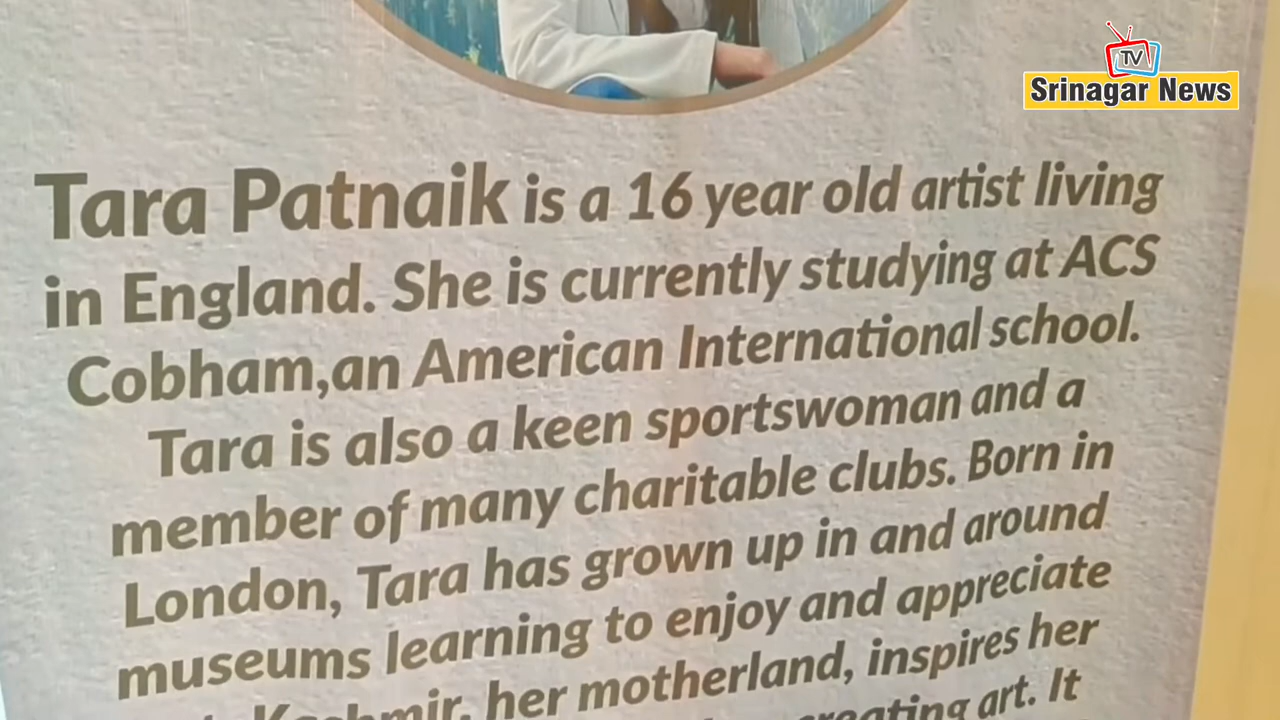 TV
Srinagar News
Tara Patnaik is a 16 year old artist living
in England. She is currently studying at ACS
Cobham,an American International school.
Tara is also a keen sportswoman and a
member of many charitable clubs. Born in
London, Tara has grown up in and around
museums learning to enjoy and appreciate
Kashmir, her motherland, inspires her
creating art. It